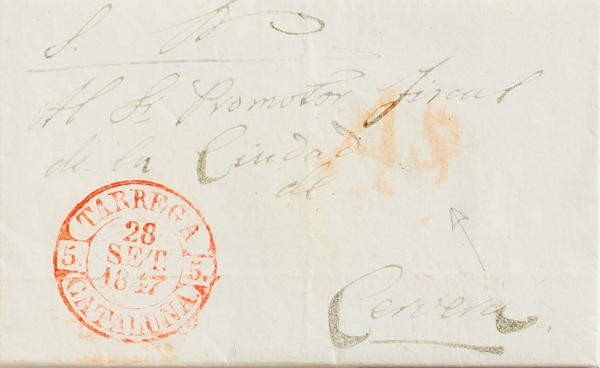 S. N.
Al Sr. Promotor Fiscal
de la Ciudad
de
Cervera.
TARREGA
28
SET.
1847
5. 5.
CATALUÑA